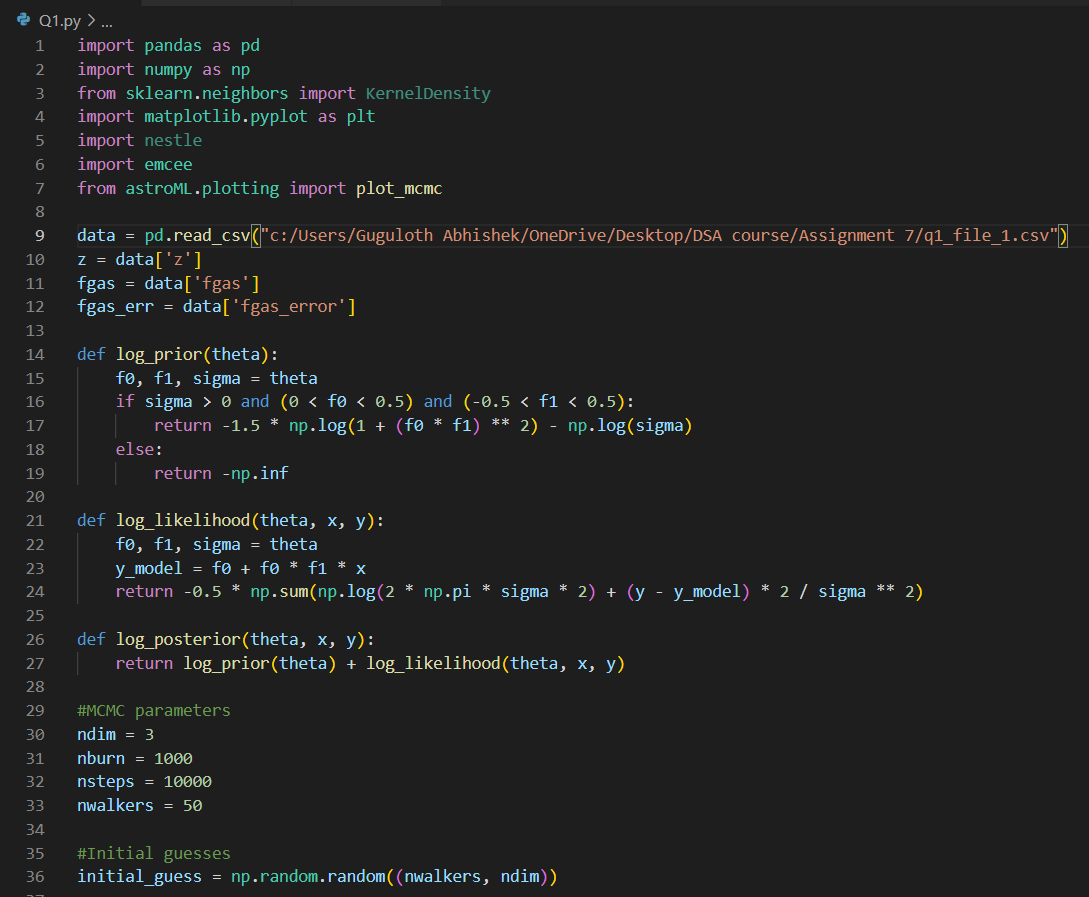 Q1.py > ...
1 import pandas as pd
2 import numpy as np
3 from sklearn.neighbors import KernelDensity
4 import matplotlib.pyplot as plt
5 import nestle
6 import emcee
7 from astroML.plotting import plot_mcmc
8
9 data = pd.read_csv("c:/Users/Guguloth Abhishek/OneDrive/Desktop/DSA course/Assignment 7/q1_file_1.csv")
10 z = data['z']
11 fgas = data['fgas']
12 fgas_err = data['fgas_error']
13
14 def log_prior(theta):
15     f0, f1, sigma = theta
16     if sigma > 0 and (0 < f0 < 0.5) and (-0.5 < f1 < 0.5):
17         return -1.5 * np.log(1 + (f0 * f1) ** 2) - np.log(sigma)
18     else:
19         return -np.inf
20
21 def log_likelihood(theta, x, y):
22     f0, f1, sigma = theta
23     y_model = f0 + f0 * f1 * x
24     return -0.5 * np.sum(np.log(2 * np.pi * sigma * 2) + (y - y_model) * 2 / sigma ** 2)
25
26 def log_posterior(theta, x, y):
27     return log_prior(theta) + log_likelihood(theta, x, y)
28
29 #MCMC parameters
30 ndim = 3
31 nburn = 1000
32 nsteps = 10000
33 nwalkers = 50
34
35 #Initial guesses
36 initial_guess = np.random.random((nwalkers, ndim))